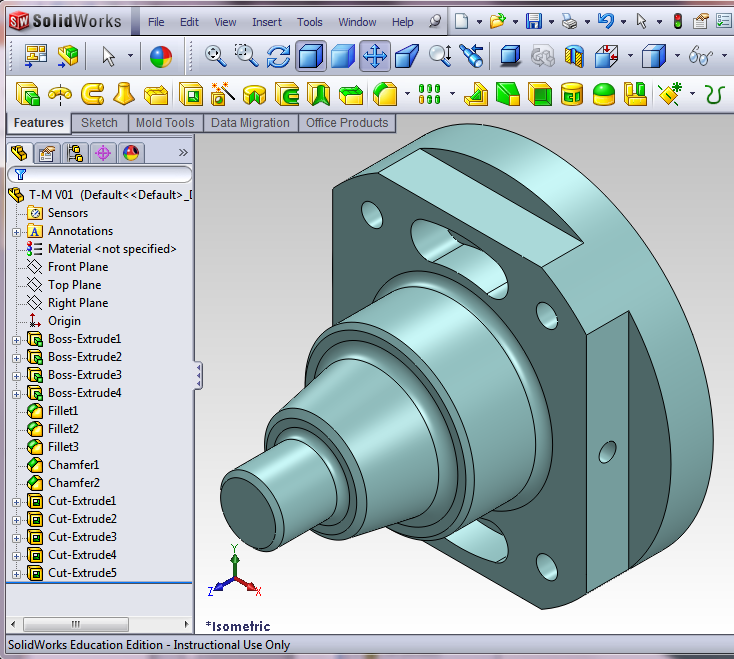 SW SolidWorks File Edit View Insert Tools Window Help
Features Sketch Mold Tools Data Migration Office Products
»
T-M V01 (Default<<Default>_D
Sensors
A Annotations
Material <not specified>
Front Plane
Top Plane
Right Plane
Origin
Boss-Extrude1
Boss-Extrude2
Boss-Extrude3
Boss-Extrude4
Fillet1
Fillet2
Fillet3
Chamfer1
Chamfer2
Cut-Extrude1
Cut-Extrude2
Cut-Extrude3
Cut-Extrude4
Cut-Extrude5
Y
Z X
*Isometric
SolidWorks Education Edition - Instructional Use Only